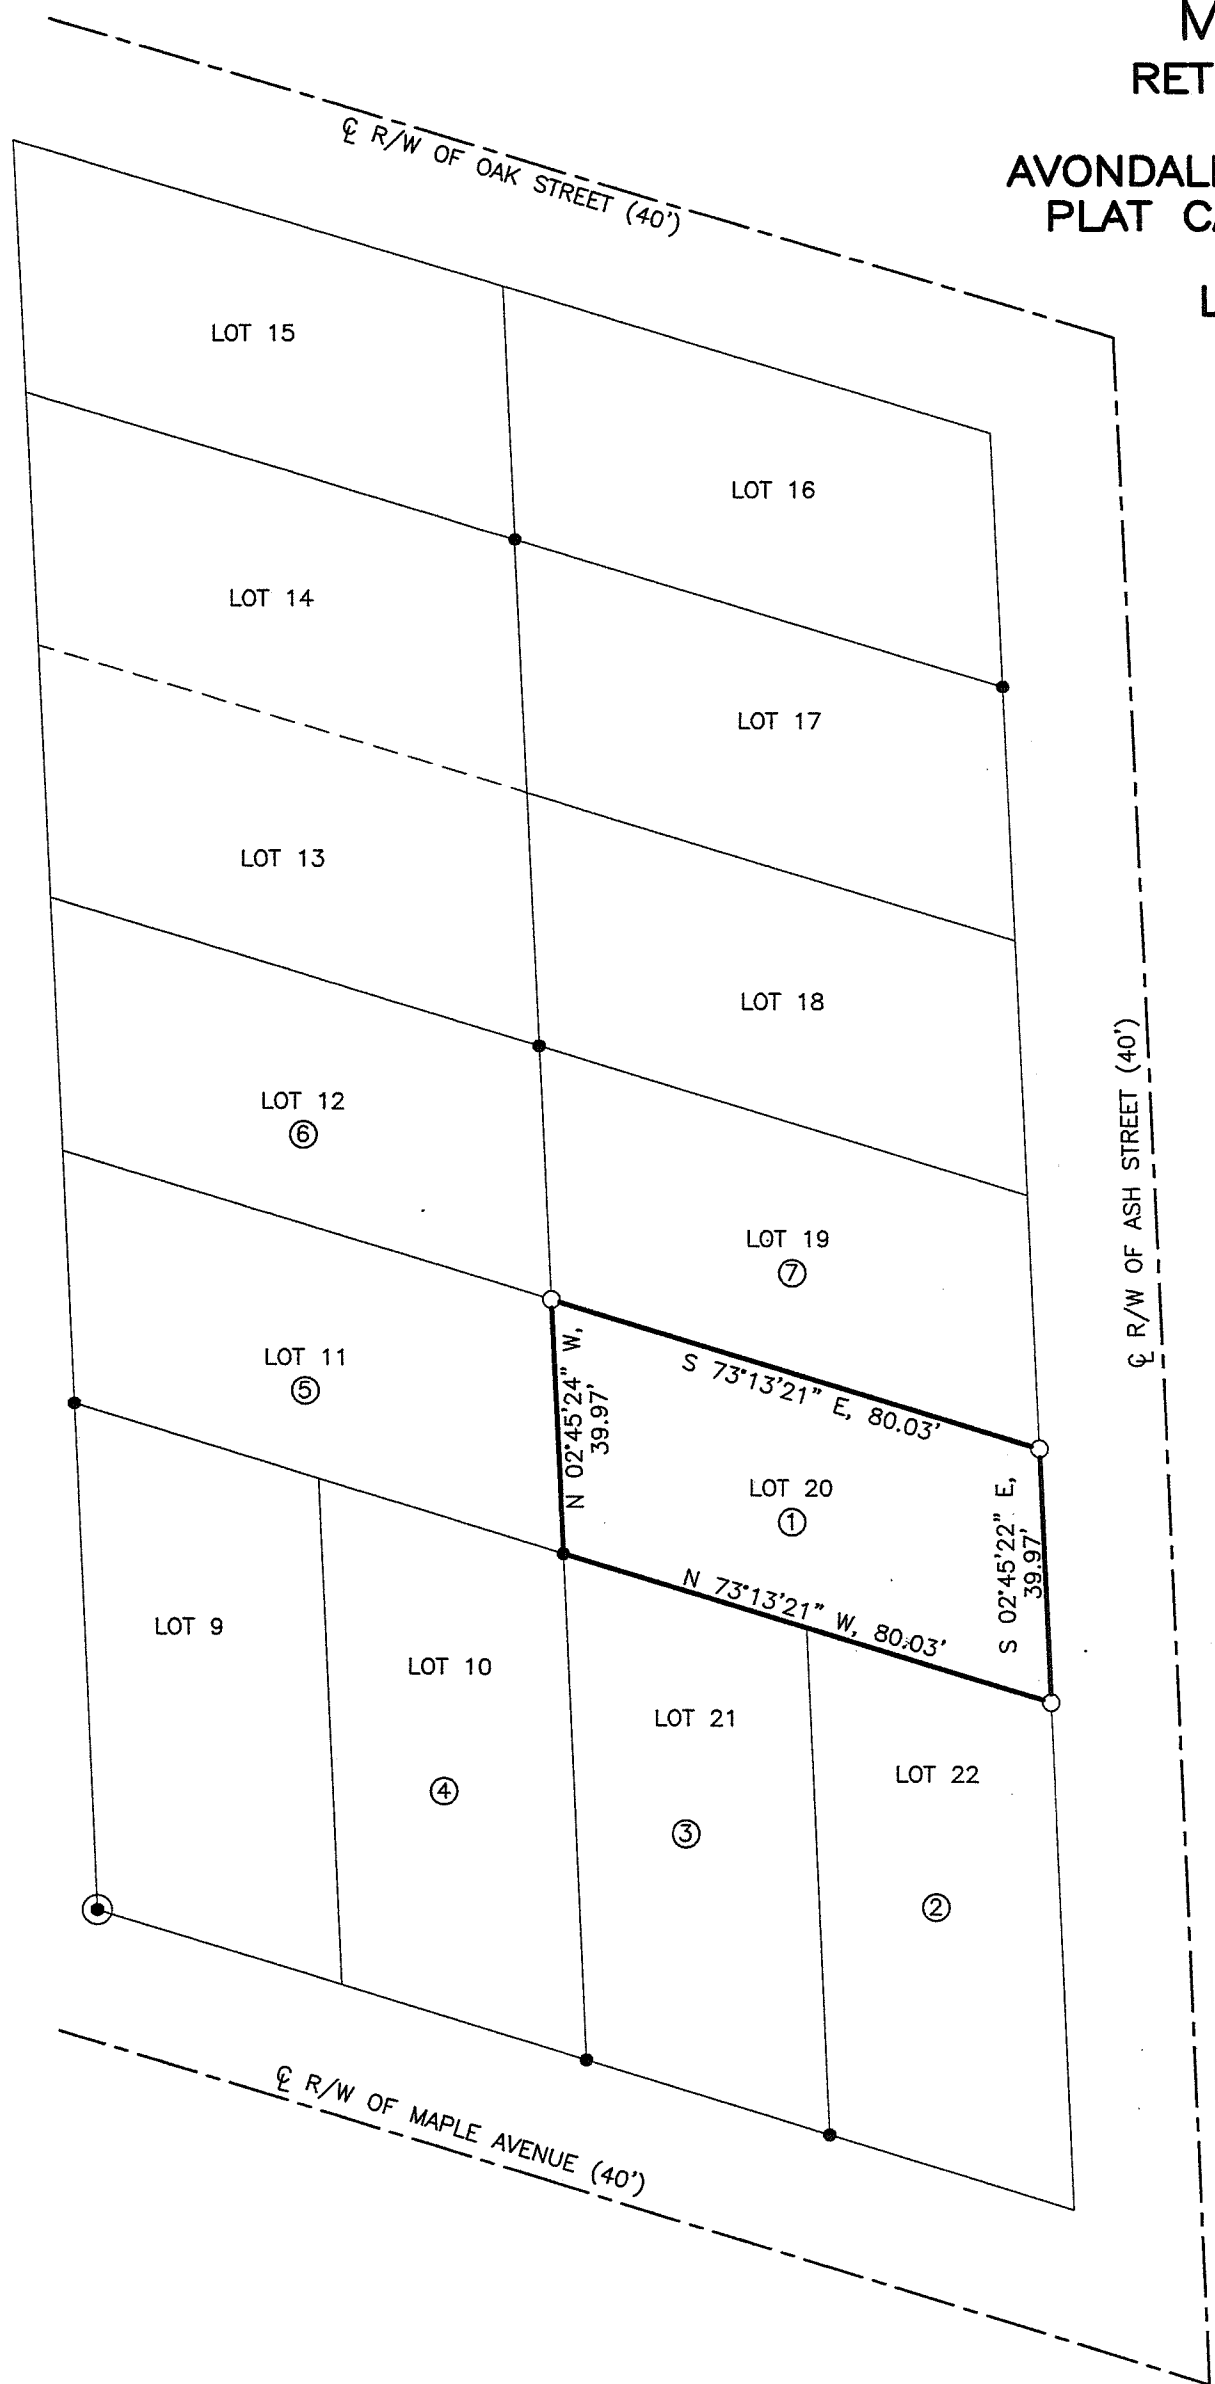 M
RET
℄ R/W OF OAK STREET (40')
AVONDAL
PLAT C
L
LOT 15
LOT 16
LOT 14
LOT 17
LOT 13
LOT 18
℄ R/W OF ASH STREET (40')
LOT 12
⑥
LOT 19
⑦
LOT 11
⑤
N 02°45'24" W,
39.97'
S 73°13'21" E, 80.03'
LOT 20
①
S 02°45'22" E,
39.97'
N 73°13'21" W, 80.03'
LOT 9
LOT 10
④
LOT 21
③
LOT 22
②
℄ R/W OF MAPLE AVENUE (40')